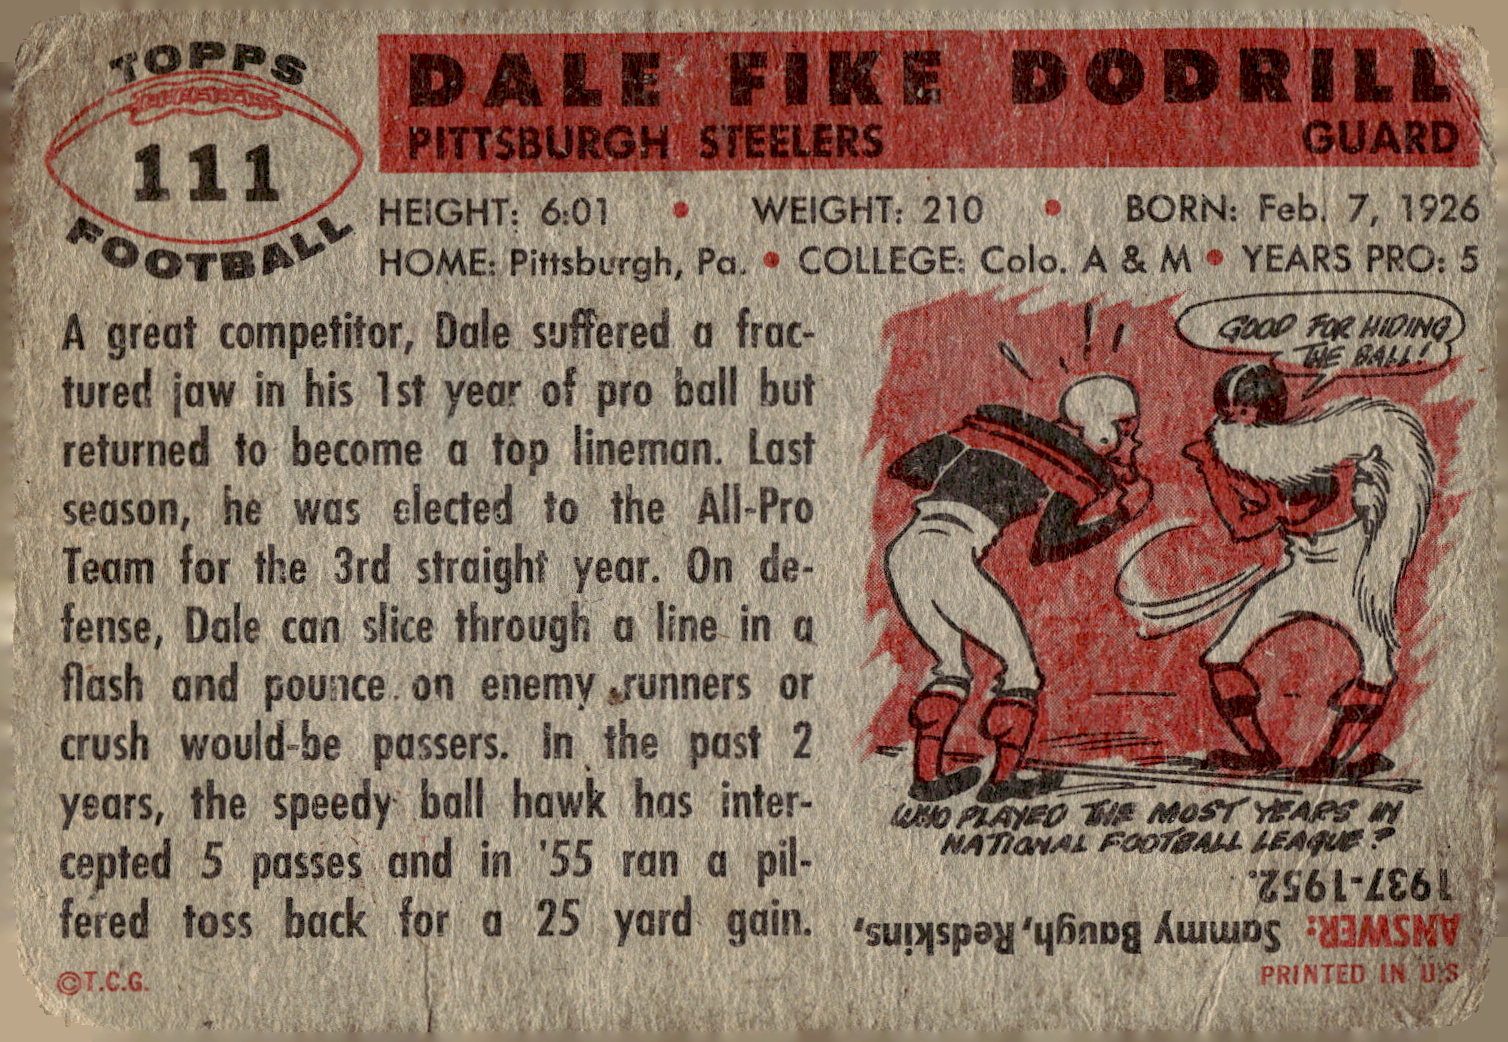 TOPPS
111
FOOTBALL
DALE FIKE DODRILL
PITTSBURGH STEELERS GUARD
HEIGHT: 6:01 • WEIGHT: 210 • BORN: Feb. 7, 1926
HOME: Pittsburgh, Pa. • COLLEGE: Colo. A & M • YEARS PRO: 5
A great competitor, Dale suffered a frac-
tured jaw in his 1st year of pro ball but
returned to become a top lineman. Last
season, he was elected to the All-Pro
Team for the 3rd straight year. On de-
fense, Dale can slice through a line in a
flash and pounce on enemy runners or
crush would-be passers. In the past 2
years, the speedy ball hawk has inter-
cepted 5 passes and in '55 ran a pil-
fered toss back for a 25 yard gain.
! !
GOOD FOR HIDING
THE BALL!
WHO PLAYED THE MOST YEARS IN
NATIONAL FOOTBALL LEAGUE?
ANSWER: Sammy Baugh, Redskins,
1937-1952.
©T.C.G.
PRINTED IN U.S